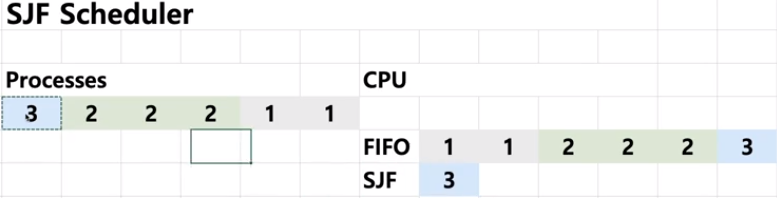 SJF Scheduler
Processes CPU
3 2 2 2 1 1
FIFO 1 1 2 2 2 3
SJF 3